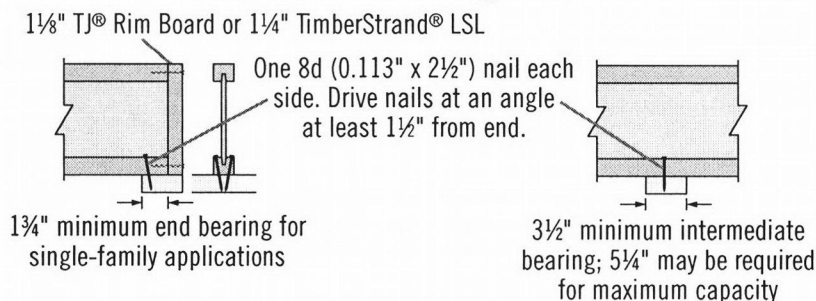 1⅛" TJ® Rim Board or 1¼" TimberStrand® LSL
One 8d (0.113" x 2½") nail each
side. Drive nails at an angle
at least 1½" from end.
1¾" minimum end bearing for
single-family applications
3½" minimum intermediate
bearing; 5¼" may be required
for maximum capacity